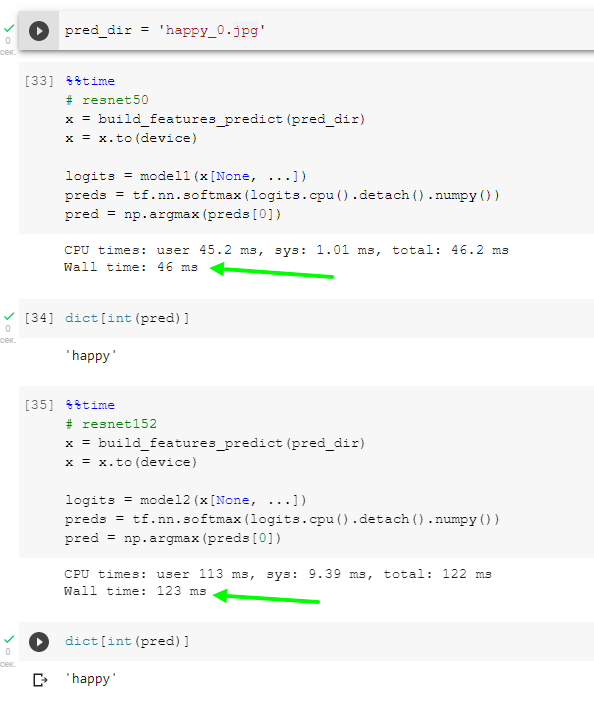 pred_dir = 'happy_0.jpg'
0
сек.
[33] %%time
# resnet50
x = build_features_predict(pred_dir)
x = x.to(device)
logits = model1(x[None, ...])
preds = tf.nn.softmax(logits.cpu().detach().numpy())
pred = np.argmax(preds[0])
CPU times: user 45.2 ms, sys: 1.01 ms, total: 46.2 ms
Wall time: 46 ms
[34] dict[int(pred)]
0
сек.
'happy'
[35] %%time
# resnet152
x = build_features_predict(pred_dir)
x = x.to(device)
logits = model2(x[None, ...])
preds = tf.nn.softmax(logits.cpu().detach().numpy())
pred = np.argmax(preds[0])
CPU times: user 113 ms, sys: 9.39 ms, total: 122 ms
Wall time: 123 ms
dict[int(pred)]
0
сек.
'happy'